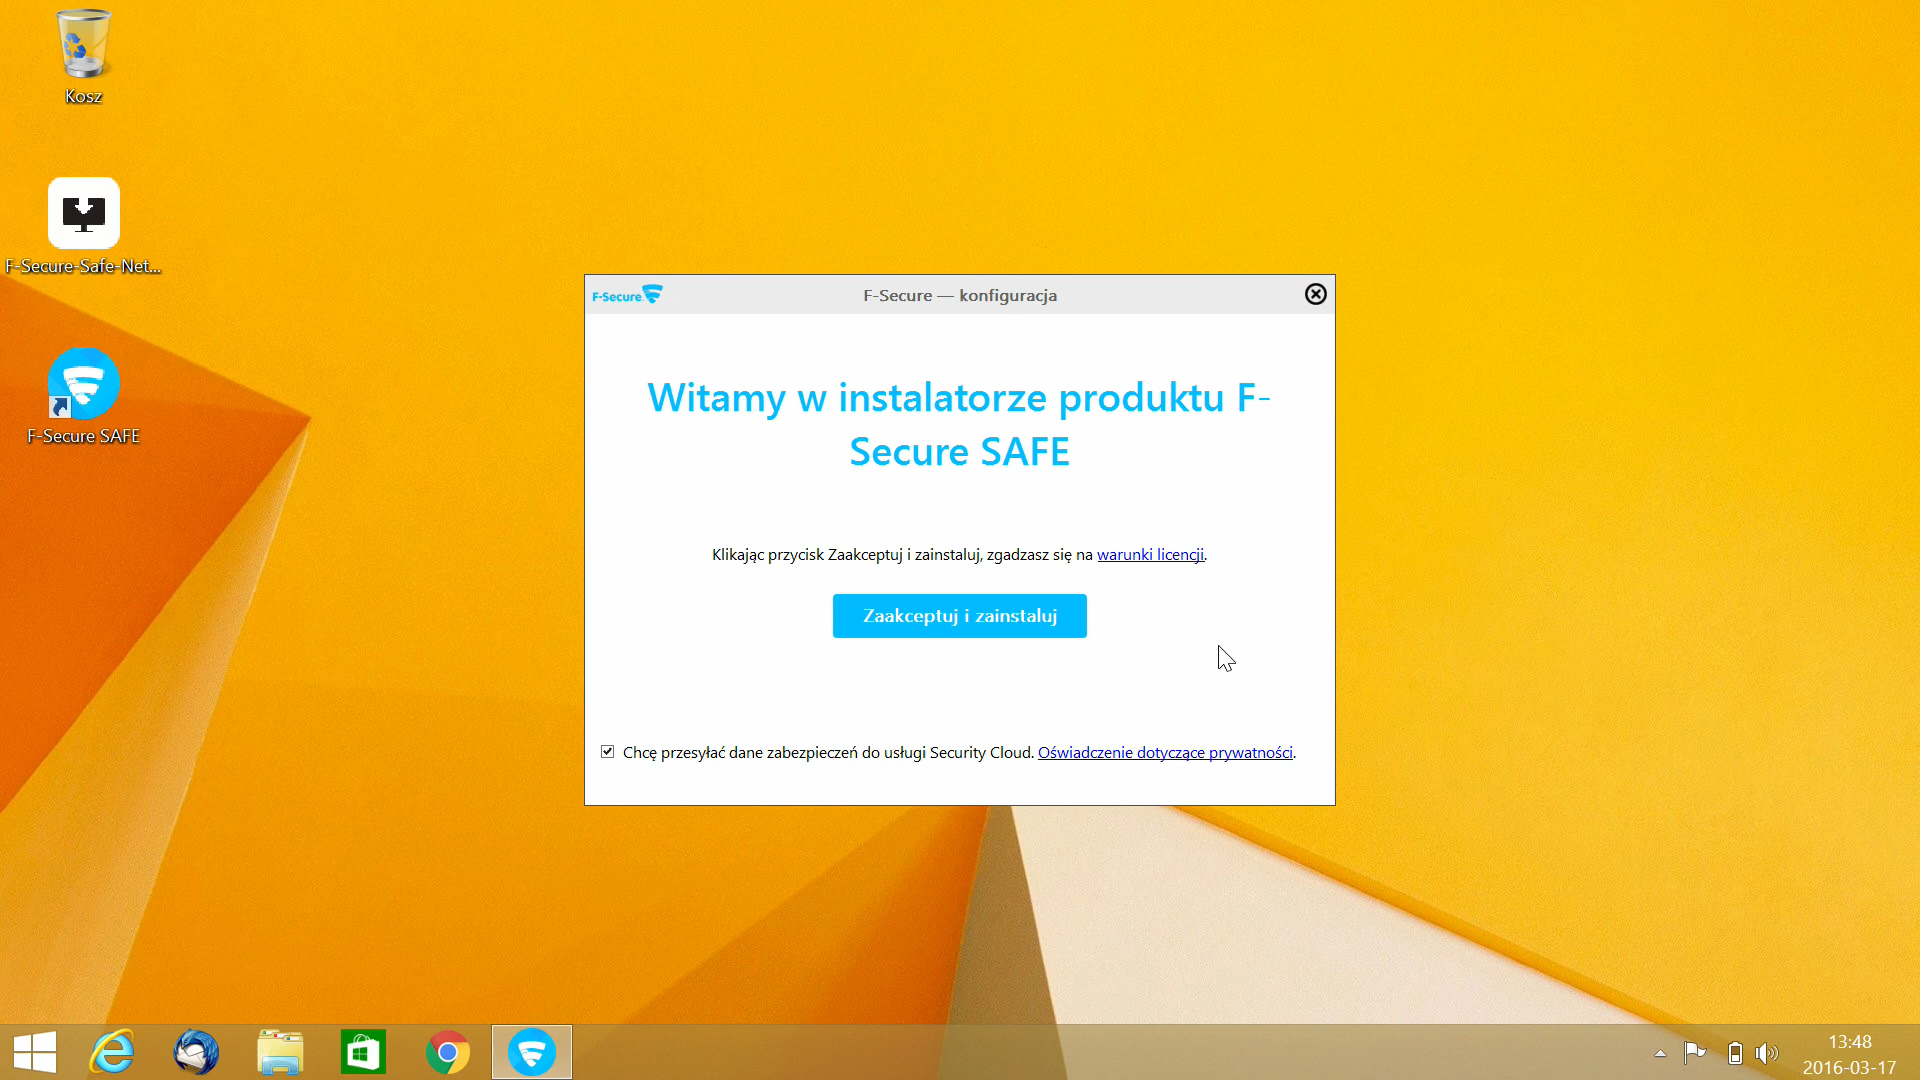 Kosz
F-Secure-Safe-Net...
F-Secure SAFE
F-Secure.
F-Secure — konfiguracja
Witamy w instalatorze produktu F-
Secure SAFE
Klikając przycisk Zaakceptuj i zainstaluj, zgadzasz się na warunki licencji.
Zaakceptuj i zainstaluj
Chcę przesyłać dane zabezpieczeń do usługi Security Cloud. Oświadczenie dotyczące prywatności.
13:48
2016-03-17